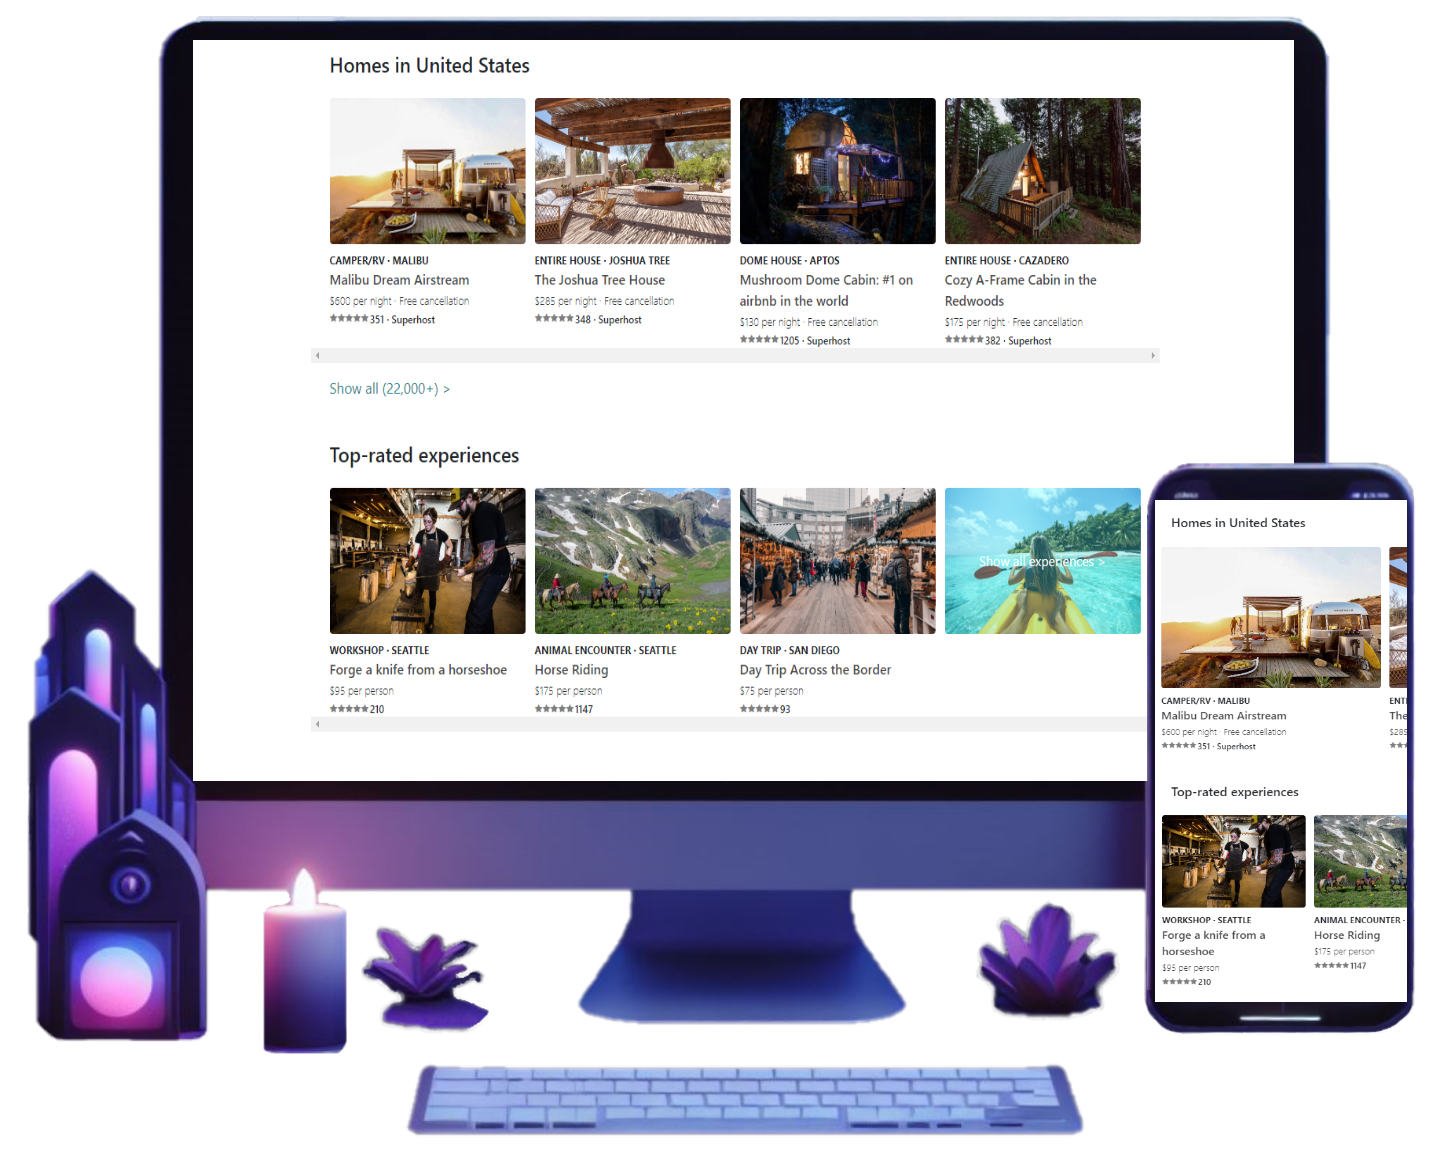 Homes in United States
CAMPER/RV · MALIBU
Malibu Dream Airstream
$600 per night · Free cancellation
351 · Superhost
ENTIRE HOUSE · JOSHUA TREE
The Joshua Tree House
$285 per night · Free cancellation
348 · Superhost
DOME HOUSE · APTOS
Mushroom Dome Cabin: #1 on
airbnb in the world
$130 per night · Free cancellation
1205 · Superhost
ENTIRE HOUSE · CAZADERO
Cozy A-Frame Cabin in the
Redwoods
$175 per night · Free cancellation
382 · Superhost
Show all (22,000+) >
Top-rated experiences
WORKSHOP · SEATTLE
Forge a knife from a horseshoe
$95 per person
210
ANIMAL ENCOUNTER · SEATTLE
Horse Riding
$175 per person
1147
DAY TRIP · SAN DIEGO
Day Trip Across the Border
$75 per person
93
Show all experiences >
Homes in United States
CAMPER/RV · MALIBU
Malibu Dream Airstream
$600 per night · Free cancellation
351 · Superhost
ENTI
The
$285
Top-rated experiences
WORKSHOP · SEATTLE
Forge a knife from a
horseshoe
$95 per person
210
ANIMAL ENCOUNTER ·
Horse Riding
$175 per person
1147